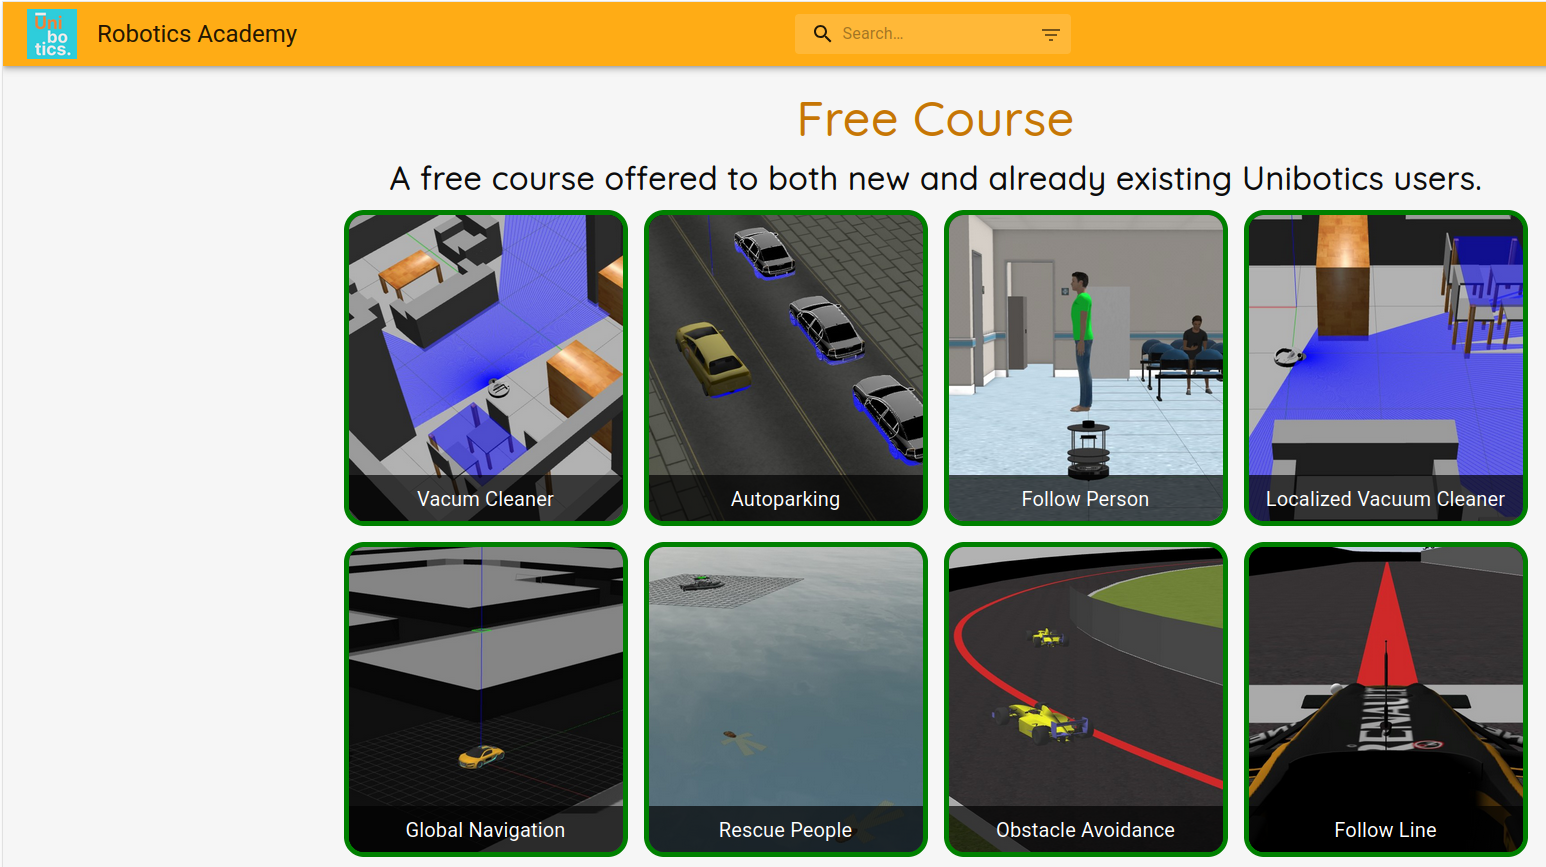 Uni
bo
tics.
Robotics Academy
Search...
Free Course
A free course offered to both new and already existing Unibotics users.
Vacum Cleaner
Autoparking
Follow Person
Localized Vacuum Cleaner
Global Navigation
Rescue People
Obstacle Avoidance
RENAULT
Follow Line